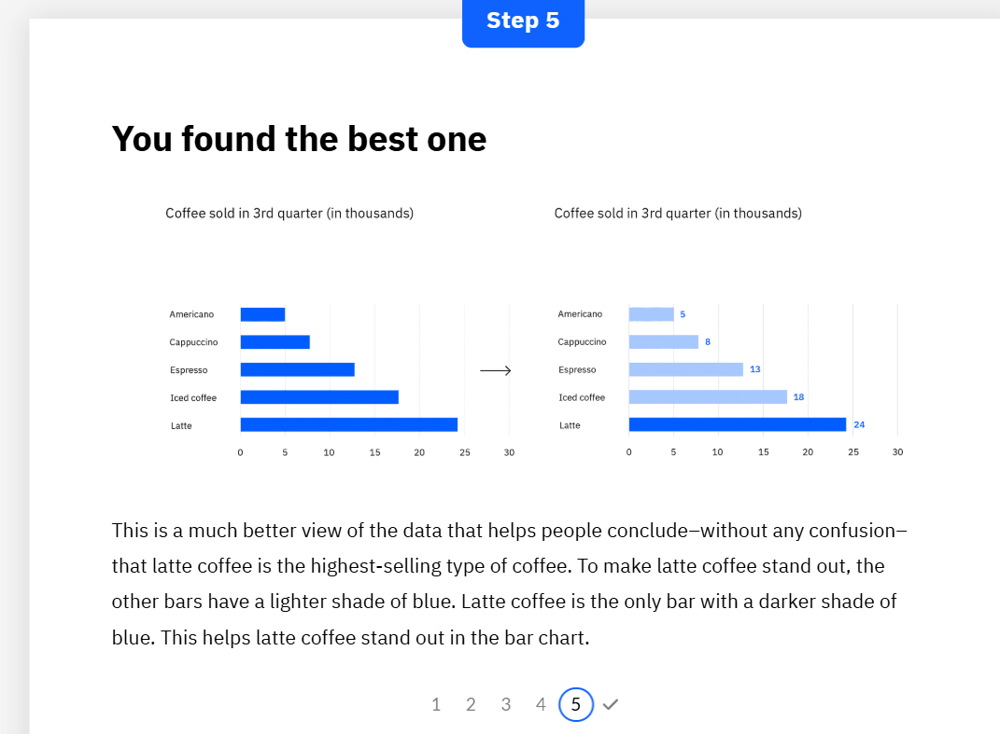 Step 5
You found the best one
Coffee sold in 3rd quarter (in thousands)
Americano
Cappuccino
Espresso
Iced coffee
Latte
0 5 10 15 20 25 30
Coffee sold in 3rd quarter (in thousands)
Americano 5
Cappuccino 8
Espresso 13
Iced coffee 18
Latte 24
0 5 10 15 20 25 30
This is a much better view of the data that helps people conclude–without any confusion–
that latte coffee is the highest-selling type of coffee. To make latte coffee stand out, the
other bars have a lighter shade of blue. Latte coffee is the only bar with a darker shade of
blue. This helps latte coffee stand out in the bar chart.
1 2 3 4 5